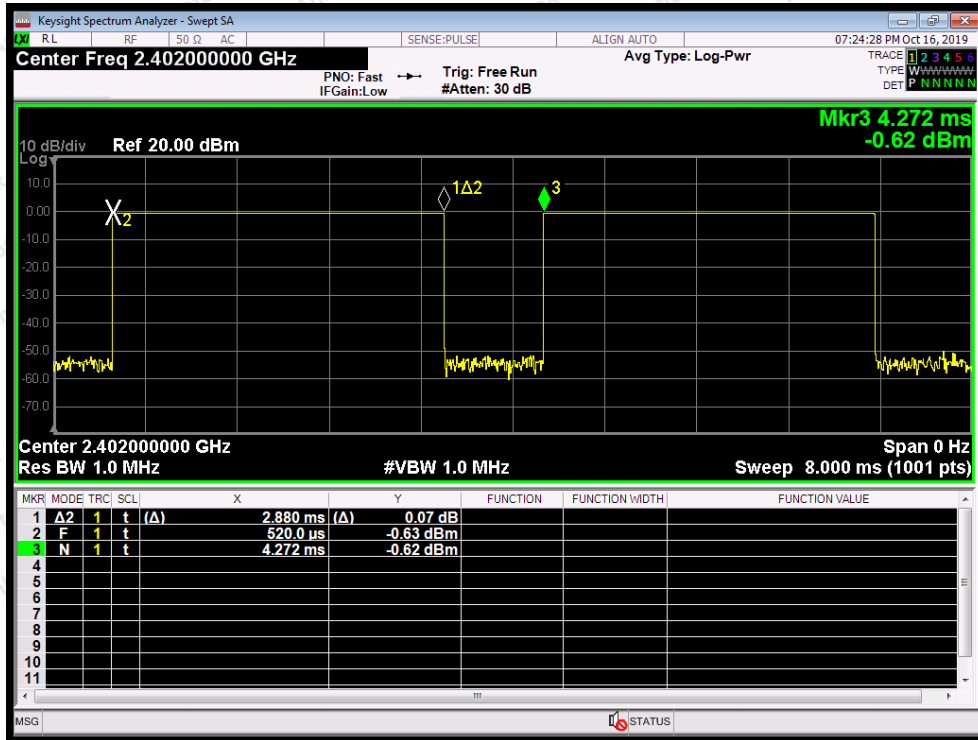 Keysight Spectrum Analyzer - Swept SA
LXI RL RF 50 Ω AC SENSE:PULSE ALIGN AUTO 07:24:28 PM Oct 16, 2019
Center Freq 2.402000000 GHz Avg Type: Log-Pwr TRACE 1 2 3 4 5 6
PNO: Fast Trig: Free Run TYPE WWWWWW
IFGain:Low #Atten: 30 dB DET P N N N N N
Mkr3 4.272 ms
10 dB/div Ref 20.00 dBm -0.62 dBm
Log
10.0
1Δ2
3
0.00
X2
-10.0
-20.0
-30.0
-40.0
-50.0
-60.0
-70.0
Center 2.402000000 GHz Span 0 Hz
Res BW 1.0 MHz #VBW 1.0 MHz Sweep 8.000 ms (1001 pts)
MKR MODE TRC SCL X Y FUNCTION FUNCTION WIDTH FUNCTION VALUE
1 Δ2 1 t (Δ) 2.880 ms (Δ) 0.07 dB
2 F 1 t 520.0 µs -0.63 dBm
3 N 1 t 4.272 ms -0.62 dBm
4
5
6
7
8
9
10
11
MSG STATUS